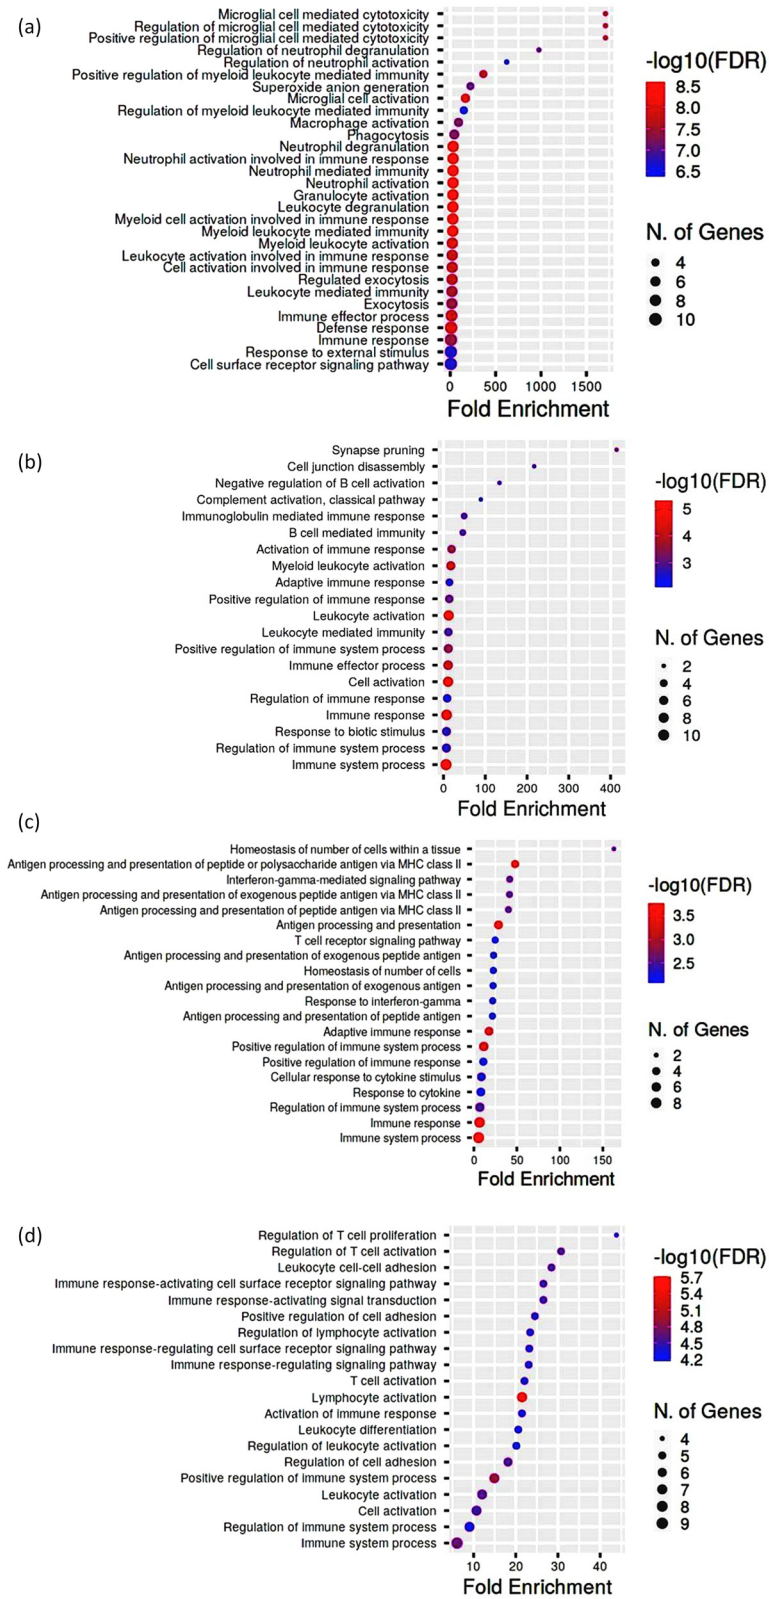 (a)
Microglial cell mediated cytotoxicity
Regulation of microglial cell mediated cytotoxicity
Positive regulation of microglial cell mediated cytotoxicity
Regulation of neutrophil degranulation
Regulation of neutrophil activation
Positive regulation of myeloid leukocyte mediated immunity
Superoxide anion generation
Microglial cell activation
Regulation of myeloid leukocyte mediated immunity
Macrophage activation
Phagocytosis
Neutrophil degranulation
Neutrophil activation involved in immune response
Neutrophil mediated immunity
Neutrophil activation
Granulocyte activation
Leukocyte degranulation
Myeloid cell activation involved in immune response
Myeloid leukocyte mediated immunity
Myeloid leukocyte activation
Leukocyte activation involved in immune response
Cell activation involved in immune response
Regulated exocytosis
Leukocyte mediated immunity
Exocytosis
Immune effector process
Defense response
Immune response
Response to external stimulus
Cell surface receptor signaling pathway
0 500 1000 1500
Fold Enrichment
-log10(FDR)
8.5
8.0
7.5
7.0
6.5
N. of Genes
4
6
8
10
(b)
Synapse pruning
Cell junction disassembly
Negative regulation of B cell activation
Complement activation, classical pathway
Immunoglobulin mediated immune response
B cell mediated immunity
Activation of immune response
Myeloid leukocyte activation
Adaptive immune response
Positive regulation of immune response
Leukocyte activation
Leukocyte mediated immunity
Positive regulation of immune system process
Immune effector process
Cell activation
Regulation of immune response
Immune response
Response to biotic stimulus
Regulation of immune system process
Immune system process
0 100 200 300 400
Fold Enrichment
-log10(FDR)
5
4
3
N. of Genes
2
4
6
8
10
(c)
Homeostasis of number of cells within a tissue
Antigen processing and presentation of peptide or polysaccharide antigen via MHC class II
Interferon-gamma-mediated signaling pathway
Antigen processing and presentation of exogenous peptide antigen via MHC class II
Antigen processing and presentation of peptide antigen via MHC class II
Antigen processing and presentation
T cell receptor signaling pathway
Antigen processing and presentation of exogenous peptide antigen
Homeostasis of number of cells
Antigen processing and presentation of exogenous antigen
Response to interferon-gamma
Antigen processing and presentation of peptide antigen
Adaptive immune response
Positive regulation of immune system process
Positive regulation of immune response
Cellular response to cytokine stimulus
Response to cytokine
Regulation of immune system process
Immune response
Immune system process
0 50 100 150
Fold Enrichment
-log10(FDR)
3.5
3.0
2.5
N. of Genes
2
4
6
8
(d)
Regulation of T cell proliferation
Regulation of T cell activation
Leukocyte cell-cell adhesion
Immune response-activating cell surface receptor signaling pathway
Immune response-activating signal transduction
Positive regulation of cell adhesion
Regulation of lymphocyte activation
Immune response-regulating cell surface receptor signaling pathway
Immune response-regulating signaling pathway
T cell activation
Lymphocyte activation
Activation of immune response
Leukocyte differentiation
Regulation of leukocyte activation
Regulation of cell adhesion
Positive regulation of immune system process
Leukocyte activation
Cell activation
Regulation of immune system process
Immune system process
10 20 30 40
Fold Enrichment
-log10(FDR)
5.7
5.4
5.1
4.8
4.5
4.2
N. of Genes
4
5
6
7
8
9